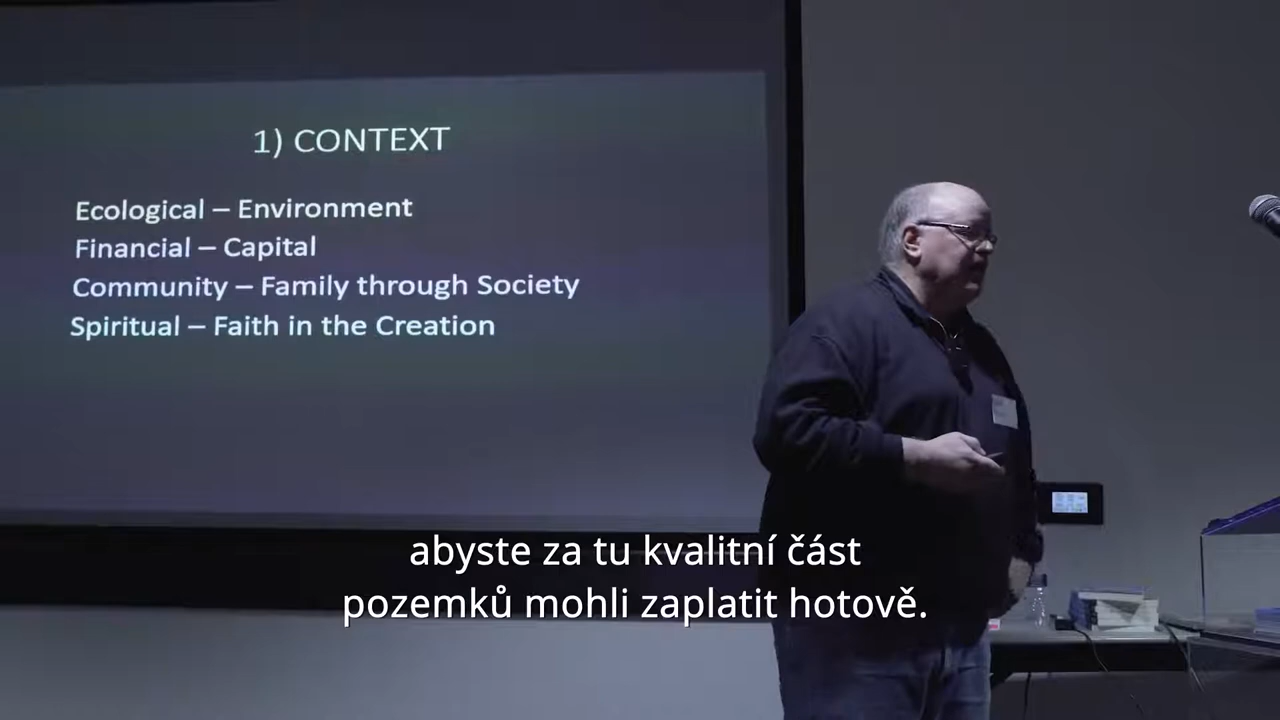 1) CONTEXT
Ecological – Environment
Financial – Capital
Community – Family through Society
Spiritual – Faith in the Creation
abyste za tu kvalitní část
pozemků mohli zaplatit hotově.